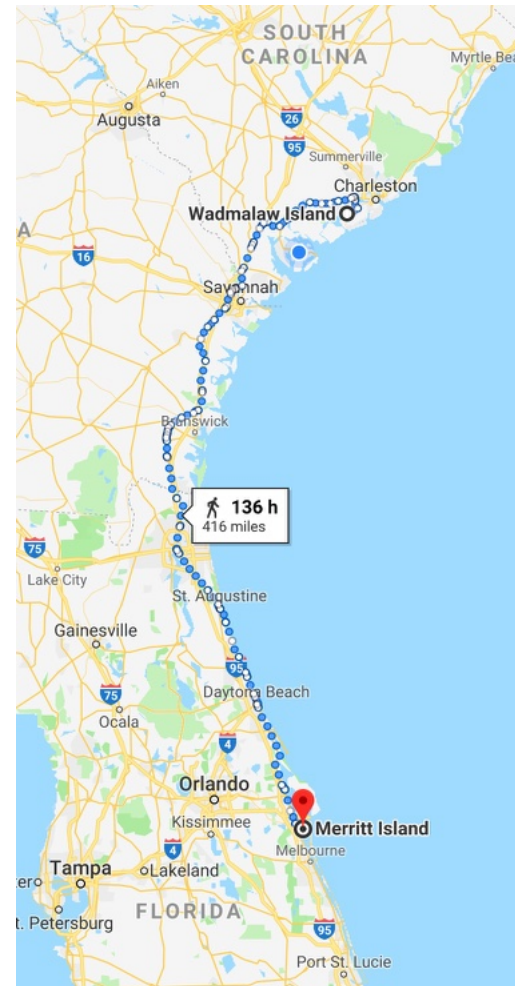 SOUTH
CAROLINA
Aiken
Augusta
26
95
Summerville
Charleston
Wadmalaw Island
16
Savannah
Brunswick
136 h
416 miles
75
Lake City
St. Augustine
Gainesville
95
75
Daytona Beach
Ocala
4
Orlando
Kissimmee
Merritt Island
Melbourne
4
Tampa
Lakeland
t. Petersburg
FLORIDA
95
Port St. Lucie